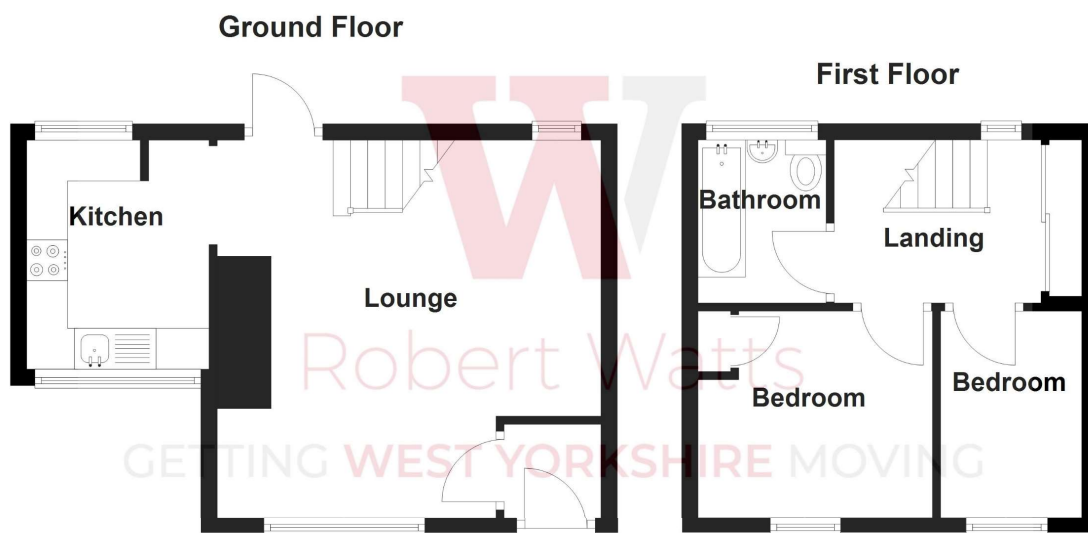 Ground Floor
First Floor
Kitchen
Bathroom
Landing
Lounge
Robert Watts
Bedroom
Bedroom
GETTING WEST YORKSHIRE MOVING